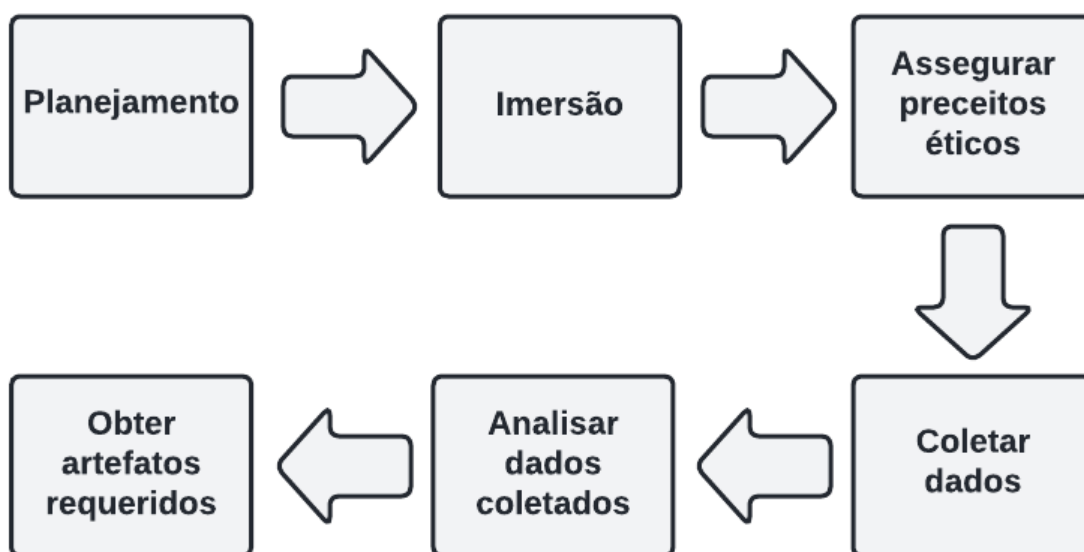 Planejamento
Imersão
Assegurar
preceitos
éticos
Coletar
dados
Analisar
dados
coletados
Obter
artefatos
requeridos